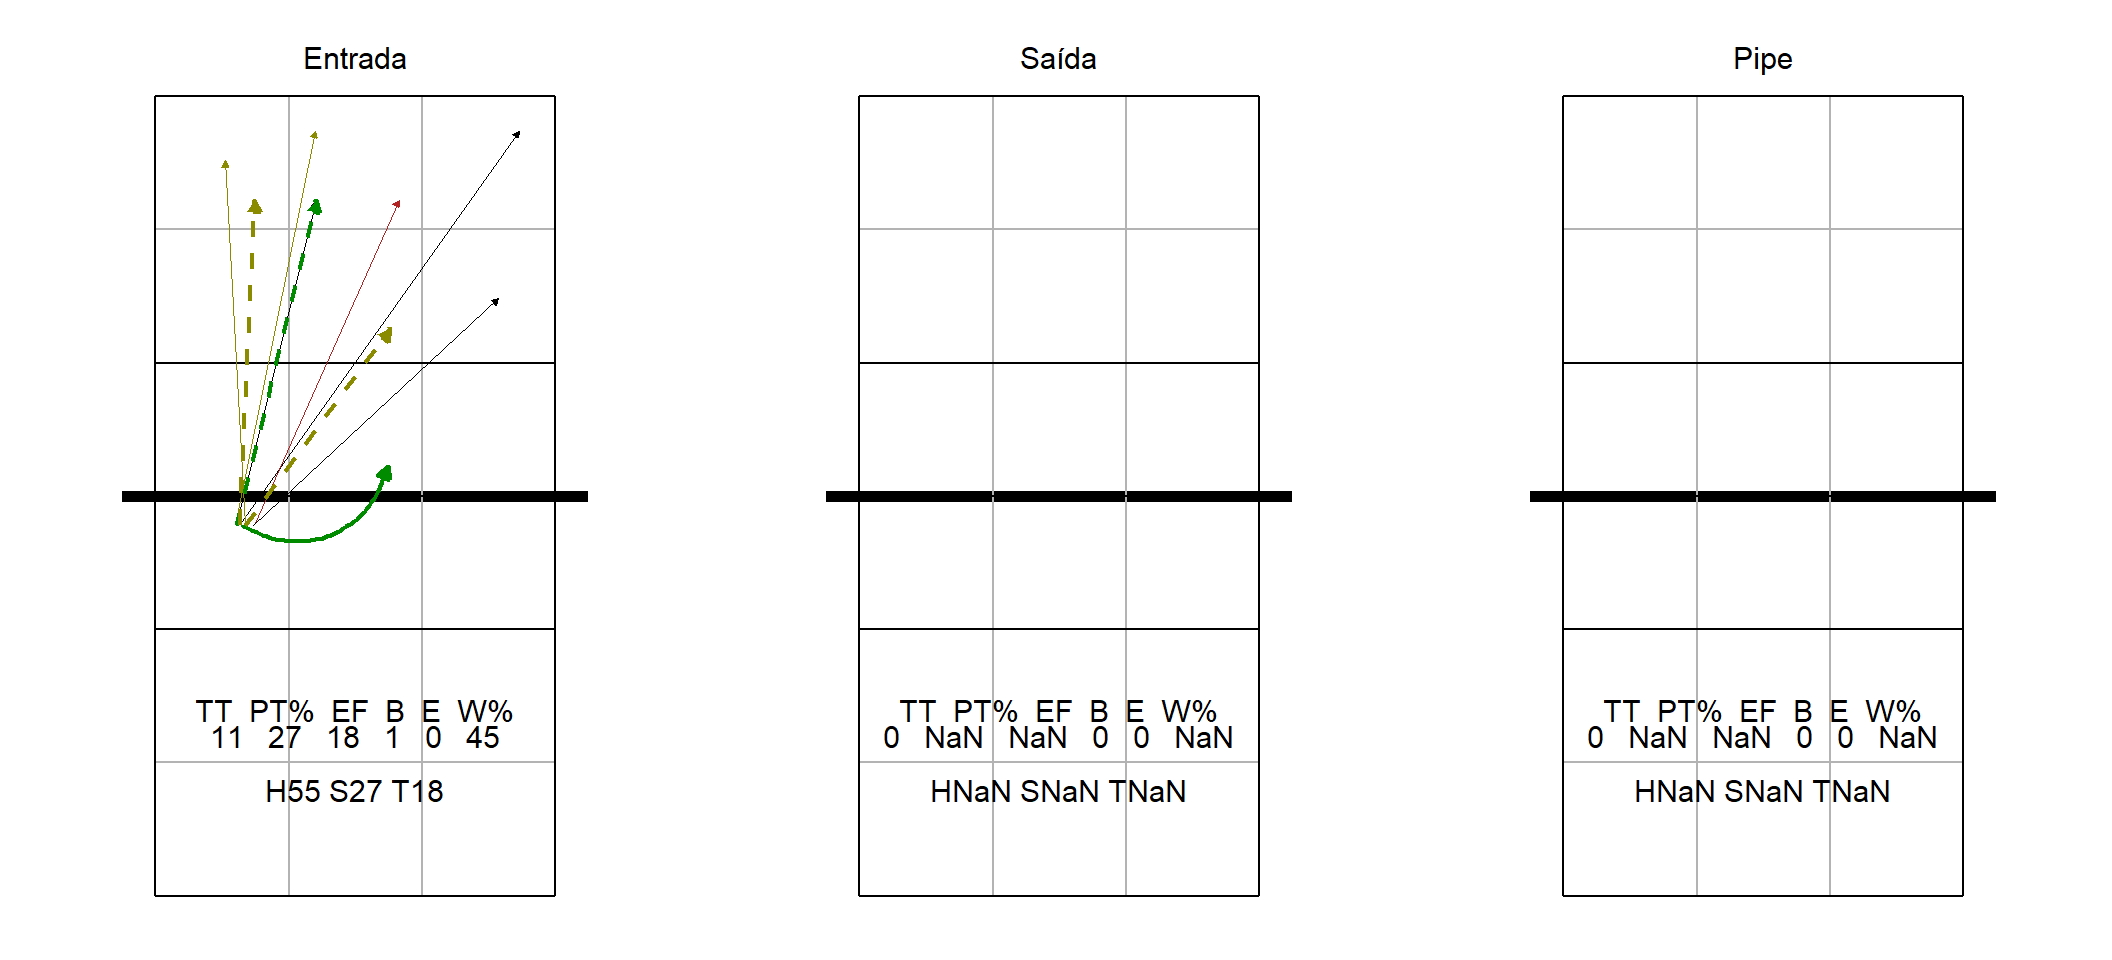 Entrada
TT PT% EF B E W%
11 27 18 1 0 45
H55 S27 T18
Saída
TT PT% EF B E W%
0 NaN NaN 0 0 NaN
HNaN SNaN TNaN
Pipe
TT PT% EF B E W%
0 NaN NaN 0 0 NaN
HNaN SNaN TNaN